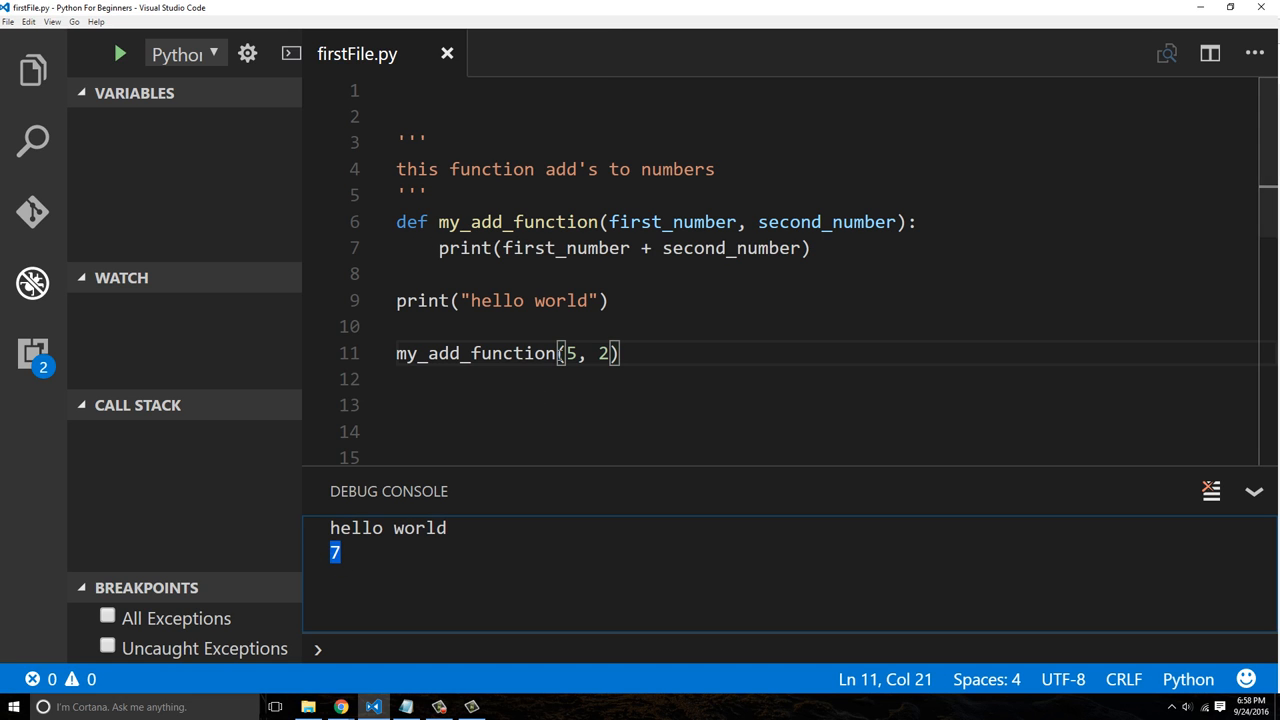 firstFile.py - Python For Beginners - Visual Studio Code
File Edit View Go Help
firstFile.py
VARIABLES
WATCH
CALL STACK
BREAKPOINTS
All Exceptions
Uncaught Exceptions
2
1
2
3 '''
4 this function add's to numbers
5 '''
6 def my_add_function(first_number, second_number):
7 print(first_number + second_number)
8
9 print("hello world")
10
11 my_add_function(5, 2)
12
13
14
15
DEBUG CONSOLE
hello world
7
0 0 Ln 11, Col 21 Spaces: 4 UTF-8 CRLF Python
I'm Cortana. Ask me anything.
6:58 PM
9/24/2016